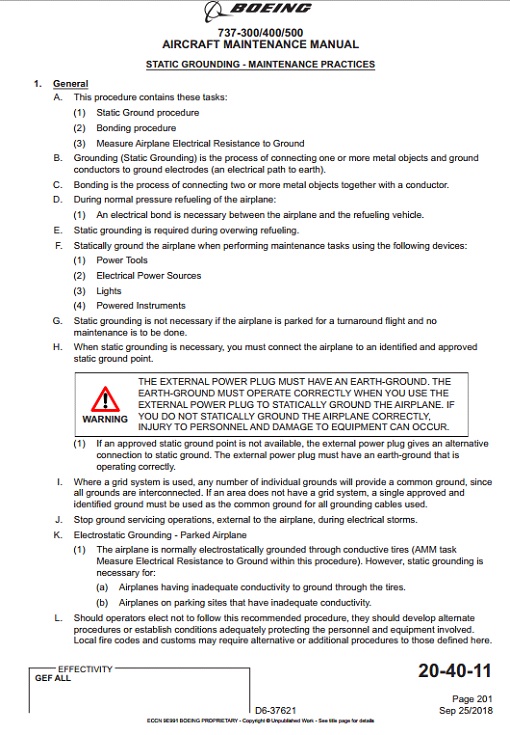 BOEING
737-300/400/500
AIRCRAFT MAINTENANCE MANUAL
STATIC GROUNDING - MAINTENANCE PRACTICES
1. General
A. This procedure contains these tasks:
(1) Static Ground procedure
(2) Bonding procedure
(3) Measure Airplane Electrical Resistance to Ground
B. Grounding (Static Grounding) is the process of connecting one or more metal objects and ground
conductors to ground electrodes (an electrical path to earth).
C. Bonding is the process of connecting two or more metal objects together with a conductor.
D. During normal pressure refueling of the airplane:
(1) An electrical bond is necessary between the airplane and the refueling vehicle.
E. Static grounding is required during overwing refueling.
F. Statically ground the airplane when performing maintenance tasks using the following devices:
(1) Power Tools
(2) Electrical Power Sources
(3) Lights
(4) Powered Instruments
G. Static grounding is not necessary if the airplane is parked for a turnaround flight and no
maintenance is to be done.
H. When static grounding is necessary, you must connect the airplane to an identified and approved
static ground point.
WARNING
THE EXTERNAL POWER PLUG MUST HAVE AN EARTH-GROUND. THE
EARTH-GROUND MUST OPERATE CORRECTLY WHEN YOU USE THE
EXTERNAL POWER PLUG TO STATICALLY GROUND THE AIRPLANE. IF
YOU DO NOT STATICALLY GROUND THE AIRPLANE CORRECTLY,
INJURY TO PERSONNEL AND DAMAGE TO EQUIPMENT CAN OCCUR.
(1) If an approved static ground point is not available, the external power plug gives an alternative
connection to static ground. The external power plug must have an earth-ground that is
operating correctly.
I. Where a grid system is used, any number of individual grounds will provide a common ground, since
all grounds are interconnected. If an area does not have a grid system, a single approved and
identified ground must be used as the common ground for all grounding cables used.
J. Stop ground servicing operations, external to the airplane, during electrical storms.
K. Electrostatic Grounding - Parked Airplane
(1) The airplane is normally electrostatically grounded through conductive tires (AMM task
Measure Electrical Resistance to Ground within this procedure). However, static grounding is
necessary for:
(a) Airplanes having inadequate conductivity to ground through the tires.
(b) Airplanes on parking sites that have inadequate conductivity.
L. Should operators elect not to follow this recommended procedure, they should develop alternate
procedures or establish conditions adequately protecting the personnel and equipment involved.
Local fire codes and customs may require alternative or additional procedures to those defined here.
EFFECTIVITY
GEF ALL
20-40-11
Page 201
D6-37621
Sep 25/2018
ECCN 9E991 BOEING PROPRIETARY - Copyright © Unpublished Work - See title page for details